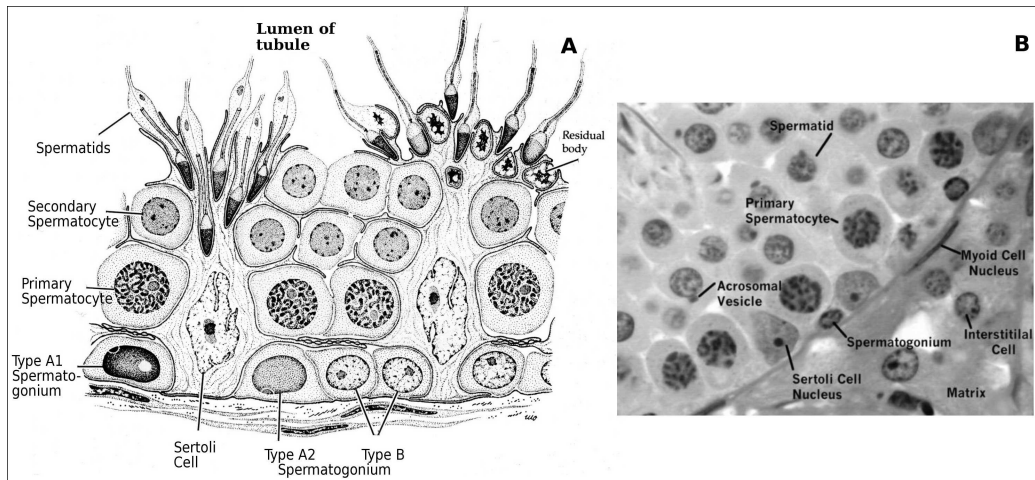 Lumen of
tubule
A
Spermatids
Residual
body
Secondary
Spermatocyte
Primary
Spermatocyte
Type A1
Spermato-
gonium
Sertoli
Cell
Type A2
Spermatogonium
Type B
B
Spermatid
Primary
Spermatocyte
Myoid Cell
Nucleus
Acrosomal
Vesicle
Spermatogonium
Interstitial
Cell
Sertoli Cell
Nucleus
Matrix